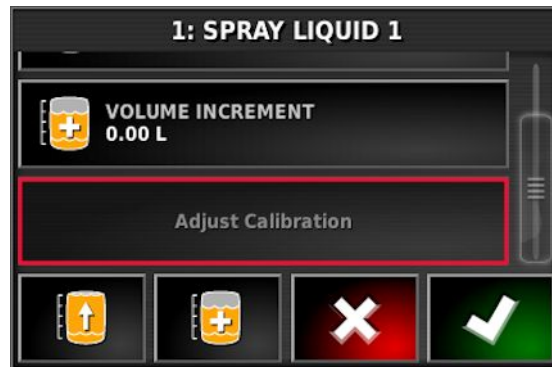 1: SPRAY LIQUID 1
VOLUME INCREMENT
0.00 L
Adjust Calibration